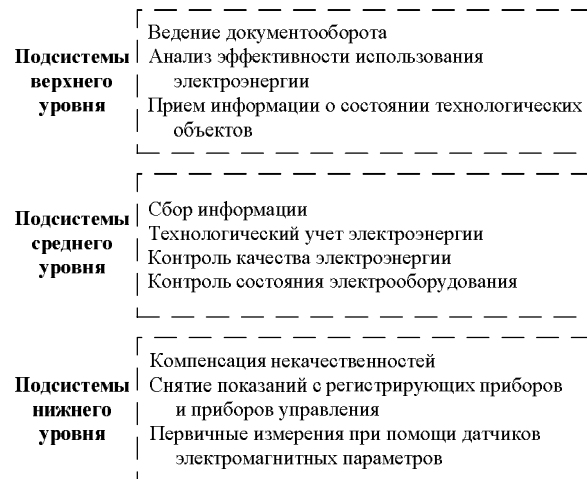 Подсистемы
верхнего
уровня
Ведение документооборота
Анализ эффективности использования
электроэнергии
Прием информации о состоянии технологических
объектов
Подсистемы
среднего
уровня
Сбор информации
Технологический учет электроэнергии
Контроль качества электроэнергии
Контроль состояния электрооборудования
Подсистемы
нижнего
уровня
Компенсация некачественностей
Снятие показаний с регистрирующих приборов
и приборов управления
Первичные измерения при помощи датчиков
электромагнитных параметров